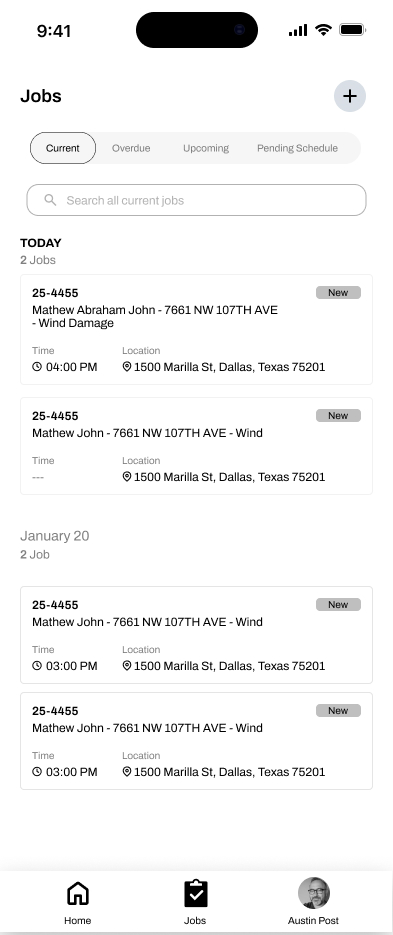 9:41
Jobs
Current Overdue Upcoming Pending Schedule
Search all current jobs
TODAY
2 Jobs
25-4455 New
Mathew Abraham John - 7661 NW 107TH AVE
- Wind Damage
Time Location
04:00 PM 1500 Marilla St, Dallas, Texas 75201
25-4455 New
Mathew John - 7661 NW 107TH AVE - Wind
Time Location
--- 1500 Marilla St, Dallas, Texas 75201
January 20
2 Job
25-4455 New
Mathew John - 7661 NW 107TH AVE - Wind
Time Location
03:00 PM 1500 Marilla St, Dallas, Texas 75201
25-4455 New
Mathew John - 7661 NW 107TH AVE - Wind
Time Location
03:00 PM 1500 Marilla St, Dallas, Texas 75201
Home Jobs Austin Post